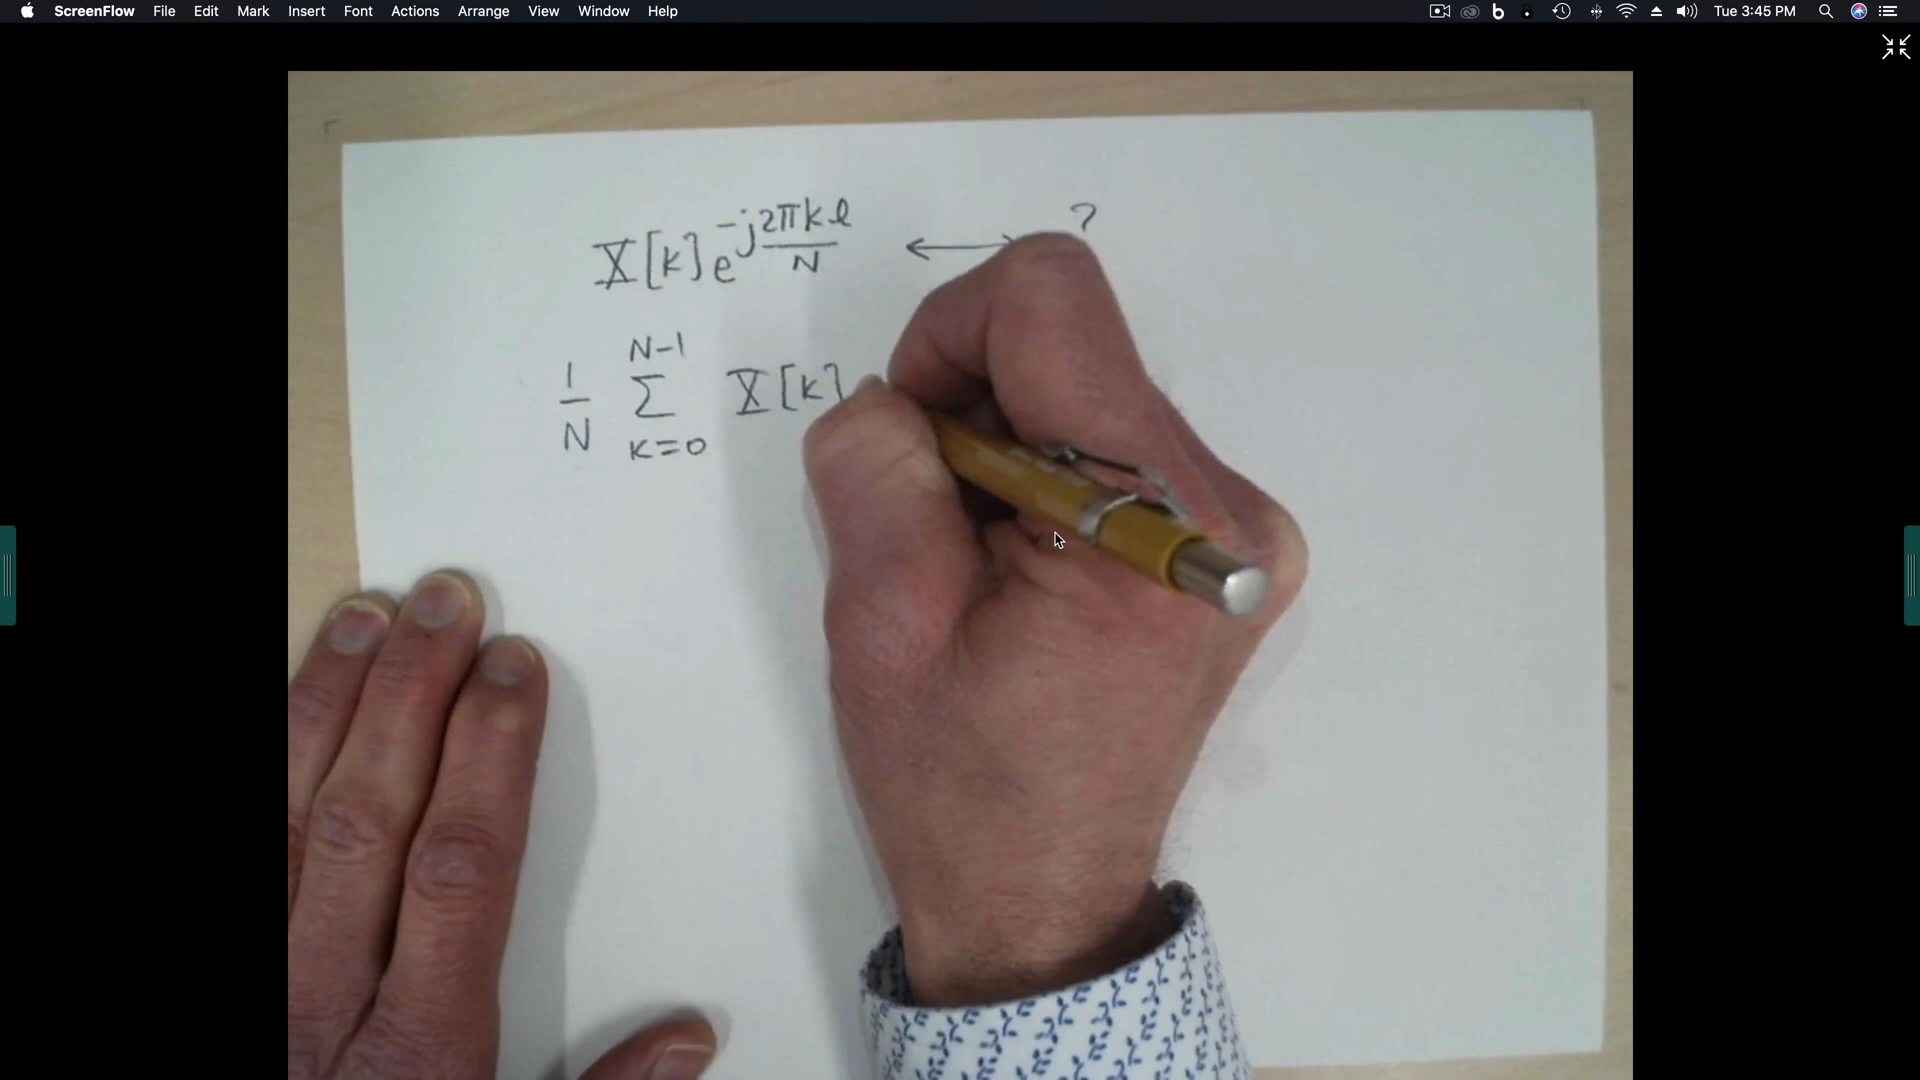 ScreenFlow File Edit Mark Insert Font Actions Arrange View Window Help Tue 3:45 PM
X[k] e^{-j 2πkl / N} ⟷ ?
1/N Σ_{k=0}^{N-1} X[k]